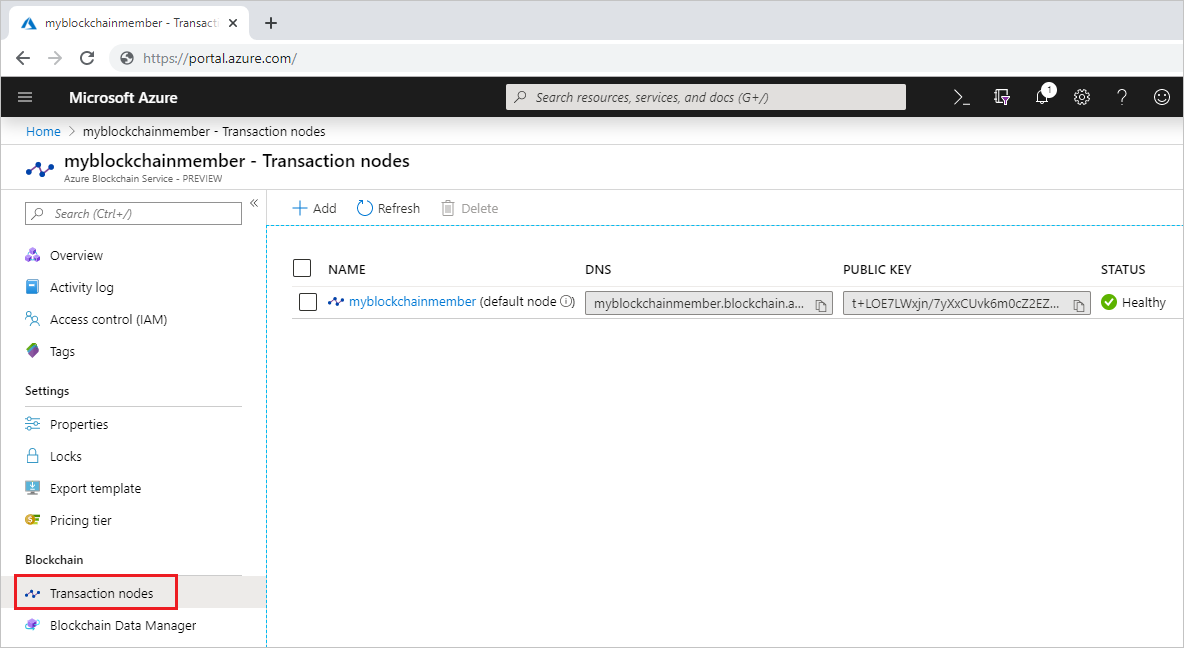 myblockchainmember - Transact
https://portal.azure.com/
Microsoft Azure
Search resources, services, and docs (G+/)
1
Home > myblockchainmember - Transaction nodes
myblockchainmember - Transaction nodes
Azure Blockchain Service - PREVIEW
Search (Ctrl+/)
Overview
Activity log
Access control (IAM)
Tags
Settings
Properties
Locks
Export template
Pricing tier
Blockchain
Transaction nodes
Blockchain Data Manager
Add Refresh Delete
NAME DNS PUBLIC KEY STATUS
myblockchainmember (default node myblockchainmember.blockchain.a... t+LOE7LWxjn/7yXxCUvk6m0cZ2EZ... Healthy